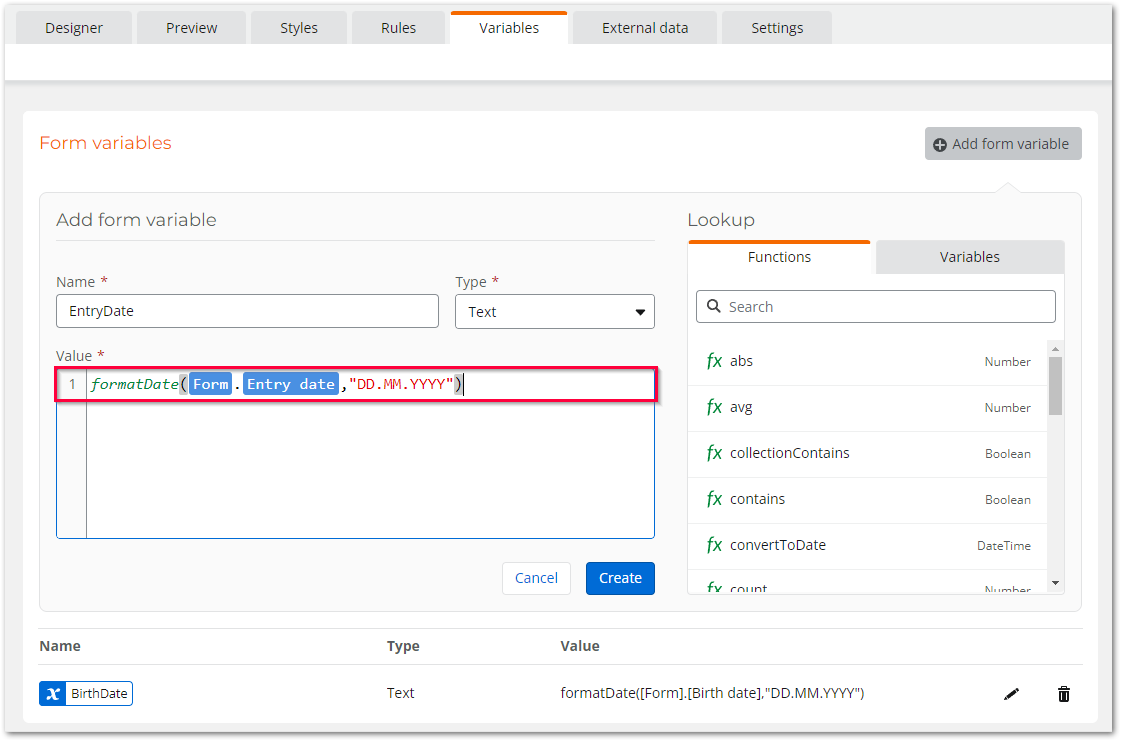 Designer Preview Styles Rules Variables External data Settings
Form variables
Add form variable
Add form variable
Name *
Type *
EntryDate
Text
Value *
1 formatDate(Form.Entry date,"DD.MM.YYYY")
Cancel Create
Lookup
Functions Variables
Search
fx abs Number
fx avg Number
fx collectionContains Boolean
fx contains Boolean
fx convertToDate DateTime
fx count Number
Name Type Value
x BirthDate Text formatDate([Form].[Birth date],"DD.MM.YYYY")